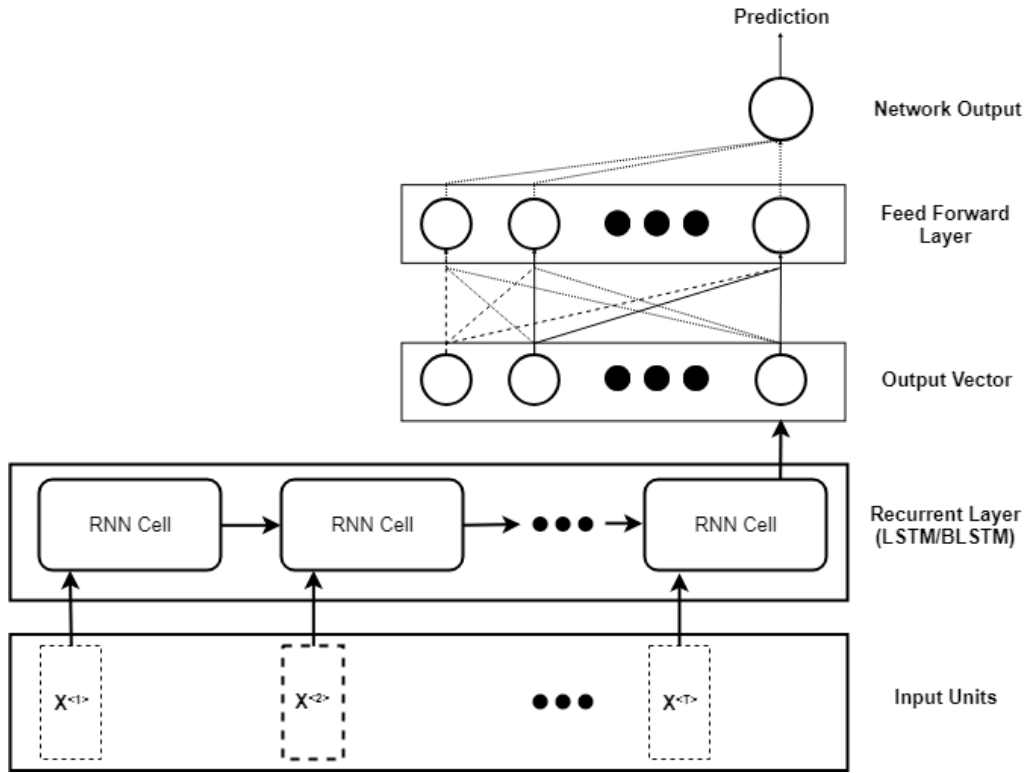 Prediction
Network Output
Feed Forward
Layer
Output Vector
RNN Cell
RNN Cell
RNN Cell
Recurrent Layer
(LSTM/BLSTM)
X<1>
X<2>
X<T>
Input Units